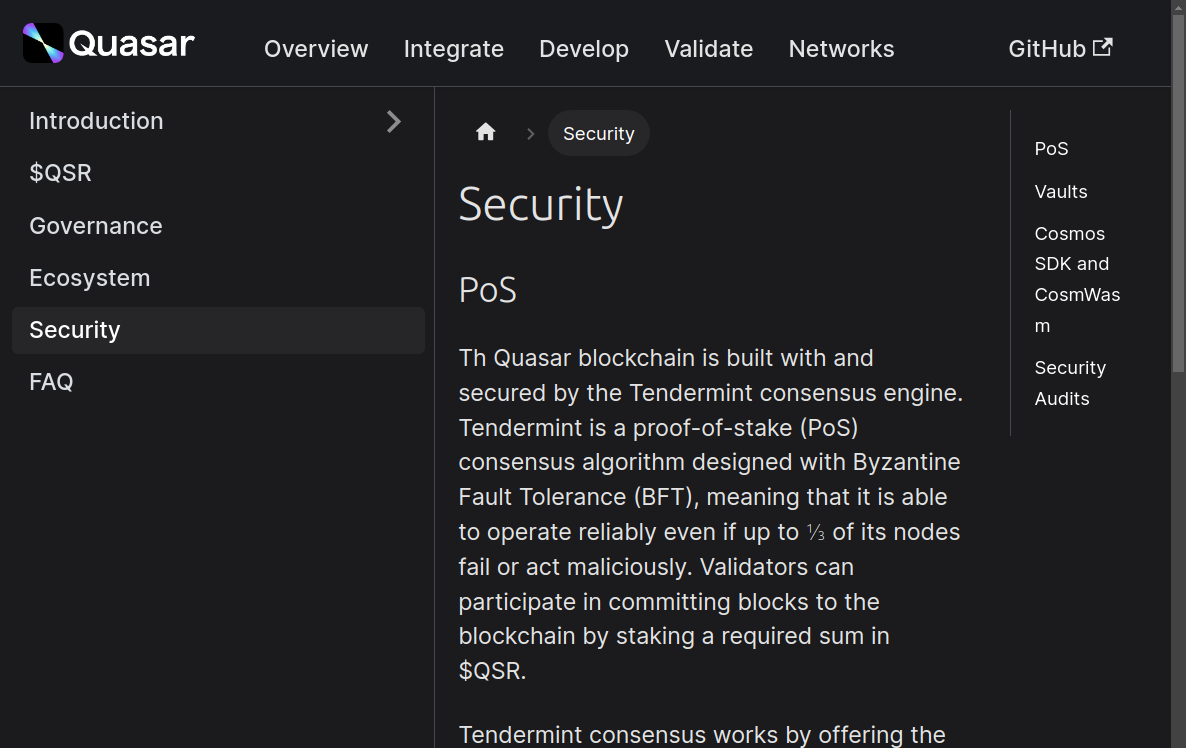 Quasar
Overview Integrate Develop Validate Networks GitHub
Introduction
$QSR
Governance
Ecosystem
Security
FAQ
Security
Security
PoS
Th Quasar blockchain is built with and
secured by the Tendermint consensus engine.
Tendermint is a proof-of-stake (PoS)
consensus algorithm designed with Byzantine
Fault Tolerance (BFT), meaning that it is able
to operate reliably even if up to ⅓ of its nodes
fail or act maliciously. Validators can
participate in committing blocks to the
blockchain by staking a required sum in
$QSR.
Tendermint consensus works by offering the
PoS
Vaults
Cosmos
SDK and
CosmWas
m
Security
Audits